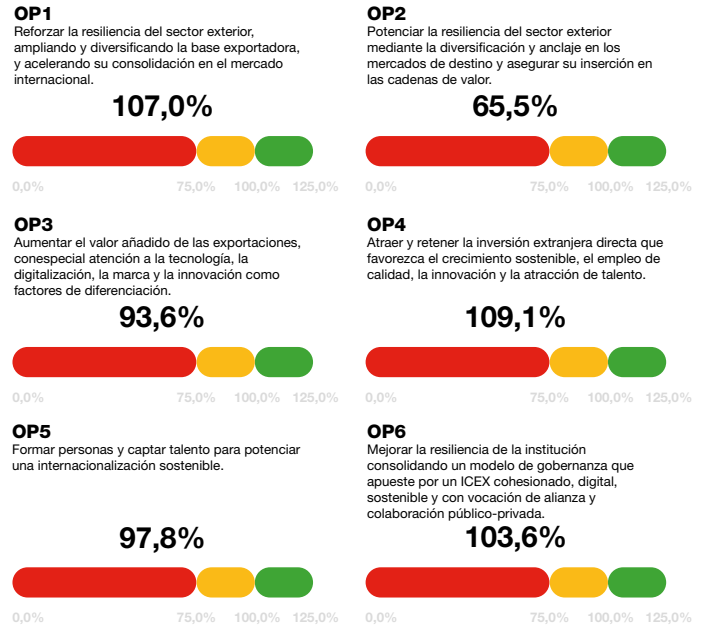 OP1
Reforzar la resiliencia del sector exterior,
ampliando y diversificando la base exportadora,
y acelerando su consolidación en el mercado
internacional.
107,0%
0,0% 75,0% 100,0% 125,0%
OP2
Potenciar la resiliencia del sector exterior
mediante la diversificación y anclaje en los
mercados de destino y asegurar su inserción en
las cadenas de valor.
65,5%
0,0% 75,0% 100,0% 125,0%
OP3
Aumentar el valor añadido de las exportaciones,
conespecial atención a la tecnología, la
digitalización, la marca y la innovación como
factores de diferenciación.
93,6%
0,0% 75,0% 100,0% 125,0%
OP4
Atraer y retener la inversión extranjera directa que
favorezca el crecimiento sostenible, el empleo de
calidad, la innovación y la atracción de talento.
109,1%
0,0% 75,0% 100,0% 125,0%
OP5
Formar personas y captar talento para potenciar
una internacionalización sostenible.
97,8%
0,0% 75,0% 100,0% 125,0%
OP6
Mejorar la resiliencia de la institución
consolidando un modelo de gobernanza que
apueste por un ICEX cohesionado, digital,
sostenible y con vocación de alianza y
colaboración público-privada.
103,6%
0,0% 75,0% 100,0% 125,0%